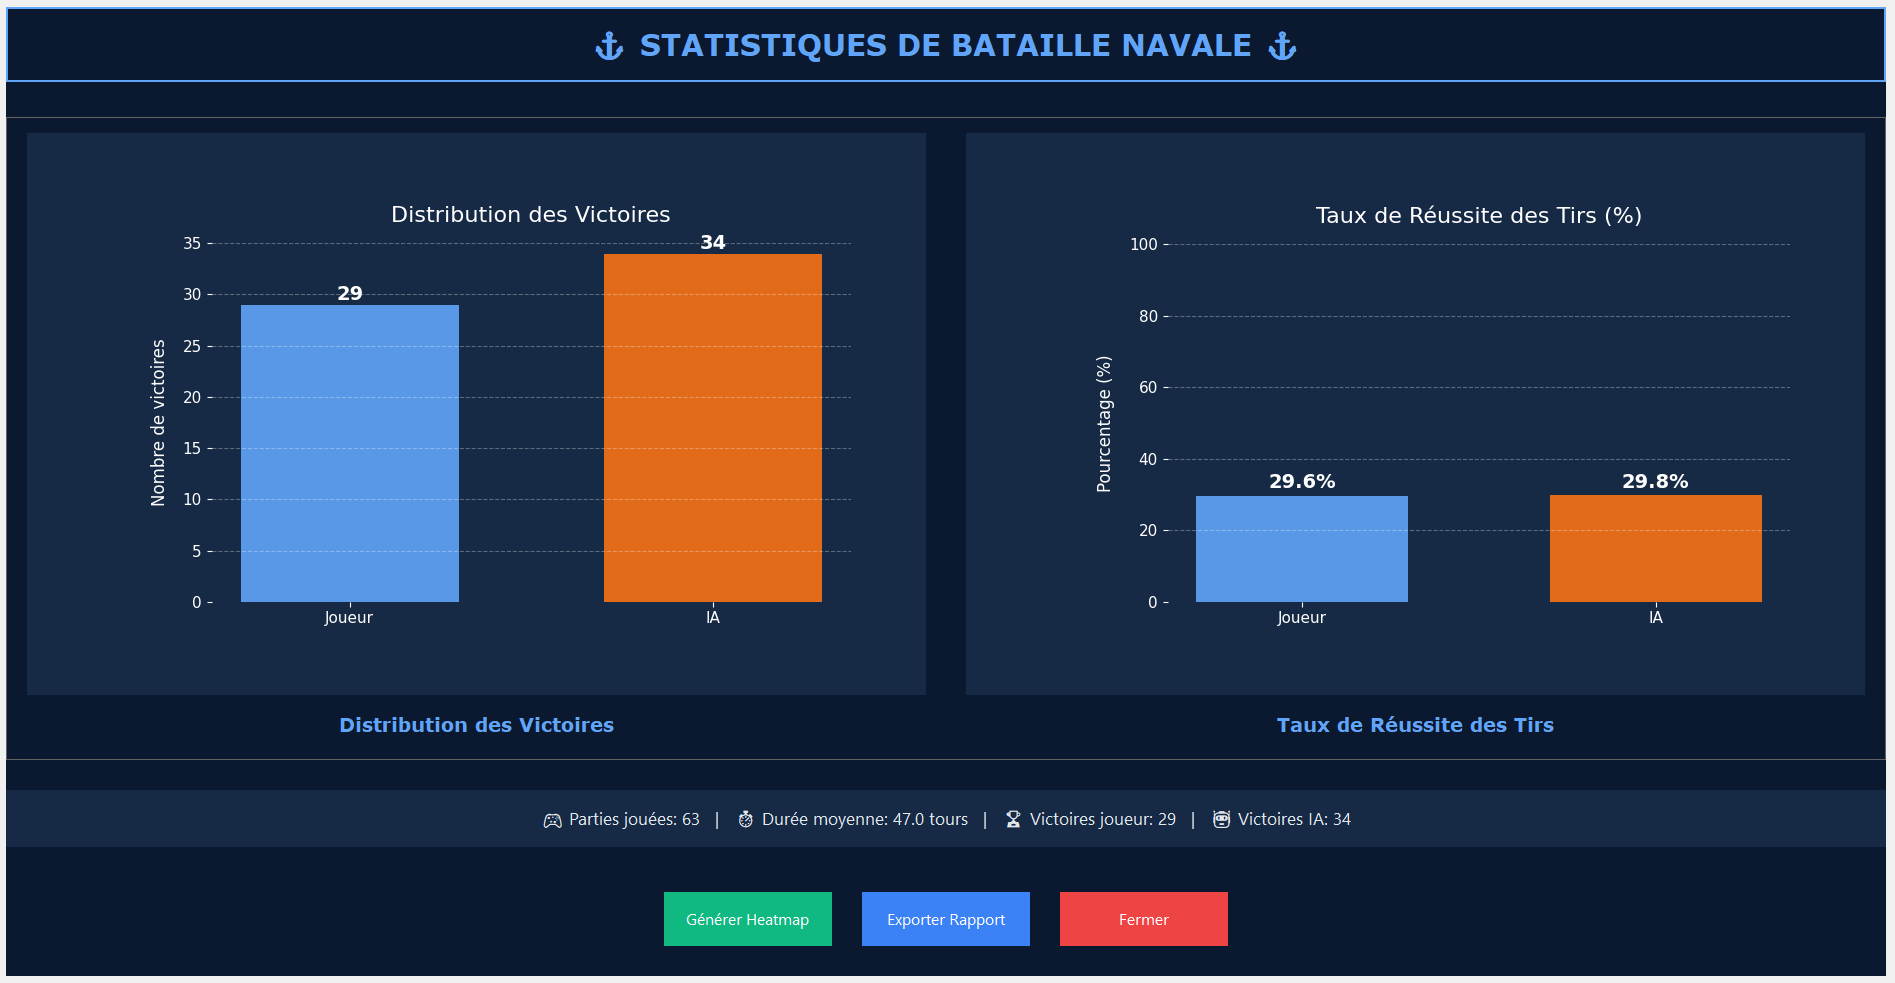 ⚓ STATISTIQUES DE BATAILLE NAVALE ⚓
Distribution des Victoires
Nombre de victoires
35
30
25
20
15
10
5
0
29
34
Joueur
IA
Distribution des Victoires
Taux de Réussite des Tirs (%)
Pourcentage (%)
100
80
60
40
20
0
29.6%
29.8%
Joueur
IA
Taux de Réussite des Tirs
🎮 Parties jouées: 63 | ⏱ Durée moyenne: 47.0 tours | 🏆 Victoires joueur: 29 | 🤖 Victoires IA: 34
Générer Heatmap
Exporter Rapport
Fermer